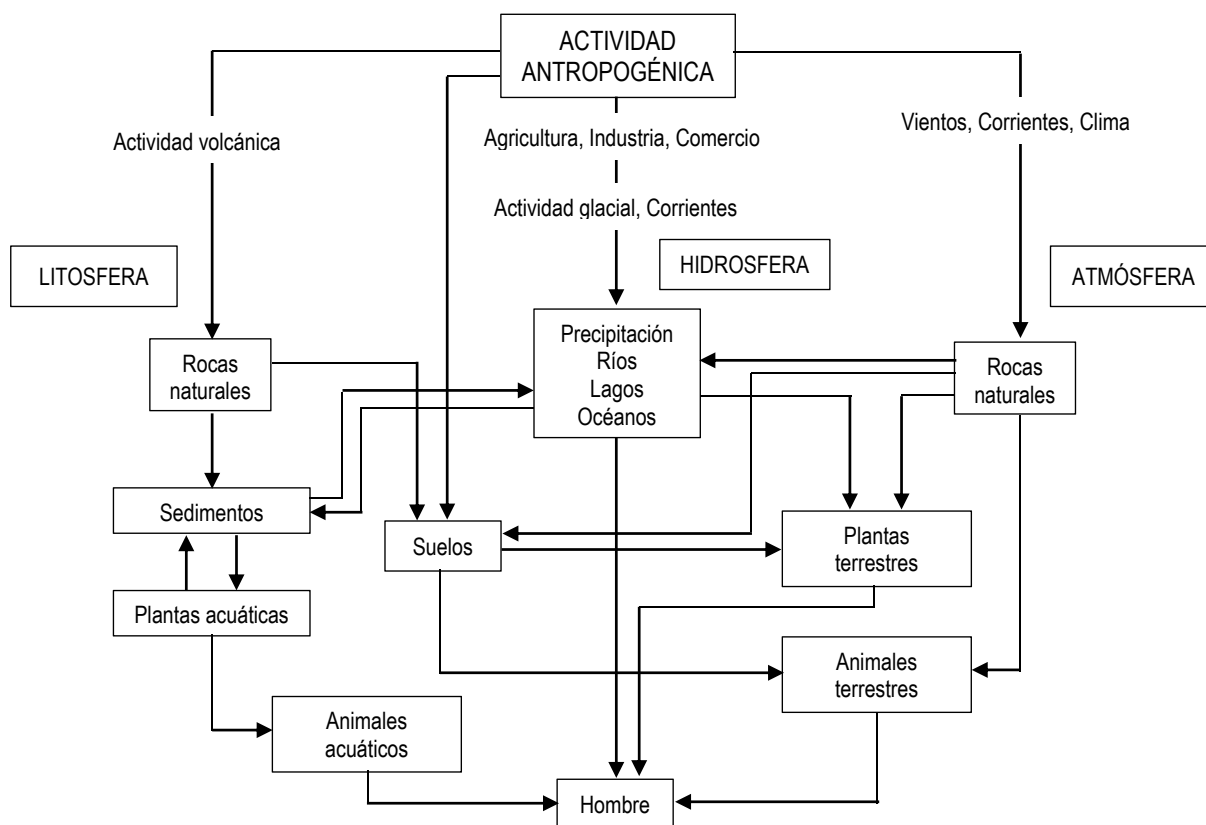 ACTIVIDAD
ANTROPOGÉNICA
Actividad volcánica
Agricultura, Industria, Comercio
Vientos, Corrientes, Clima
Actividad glacial, Corrientes
LITOSFERA
HIDROSFERA
ATMÓSFERA
Rocas
naturales
Precipitación
Ríos
Lagos
Océanos
Rocas
naturales
Sedimentos
Suelos
Plantas
terrestres
Plantas acuáticas
Animales
terrestres
Animales
acuáticos
Hombre